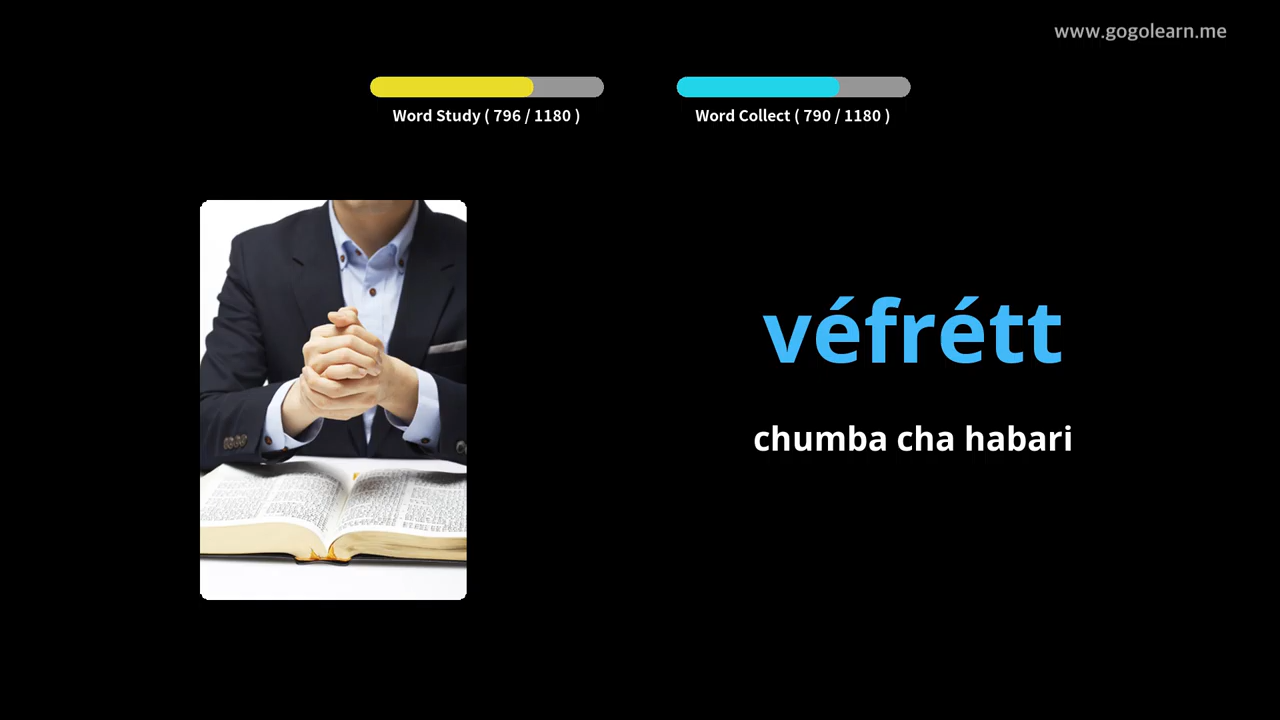 www.gogolearn.me
Word Study ( 796 / 1180 )
Word Collect ( 790 / 1180 )
véfrétt
chumba cha habari